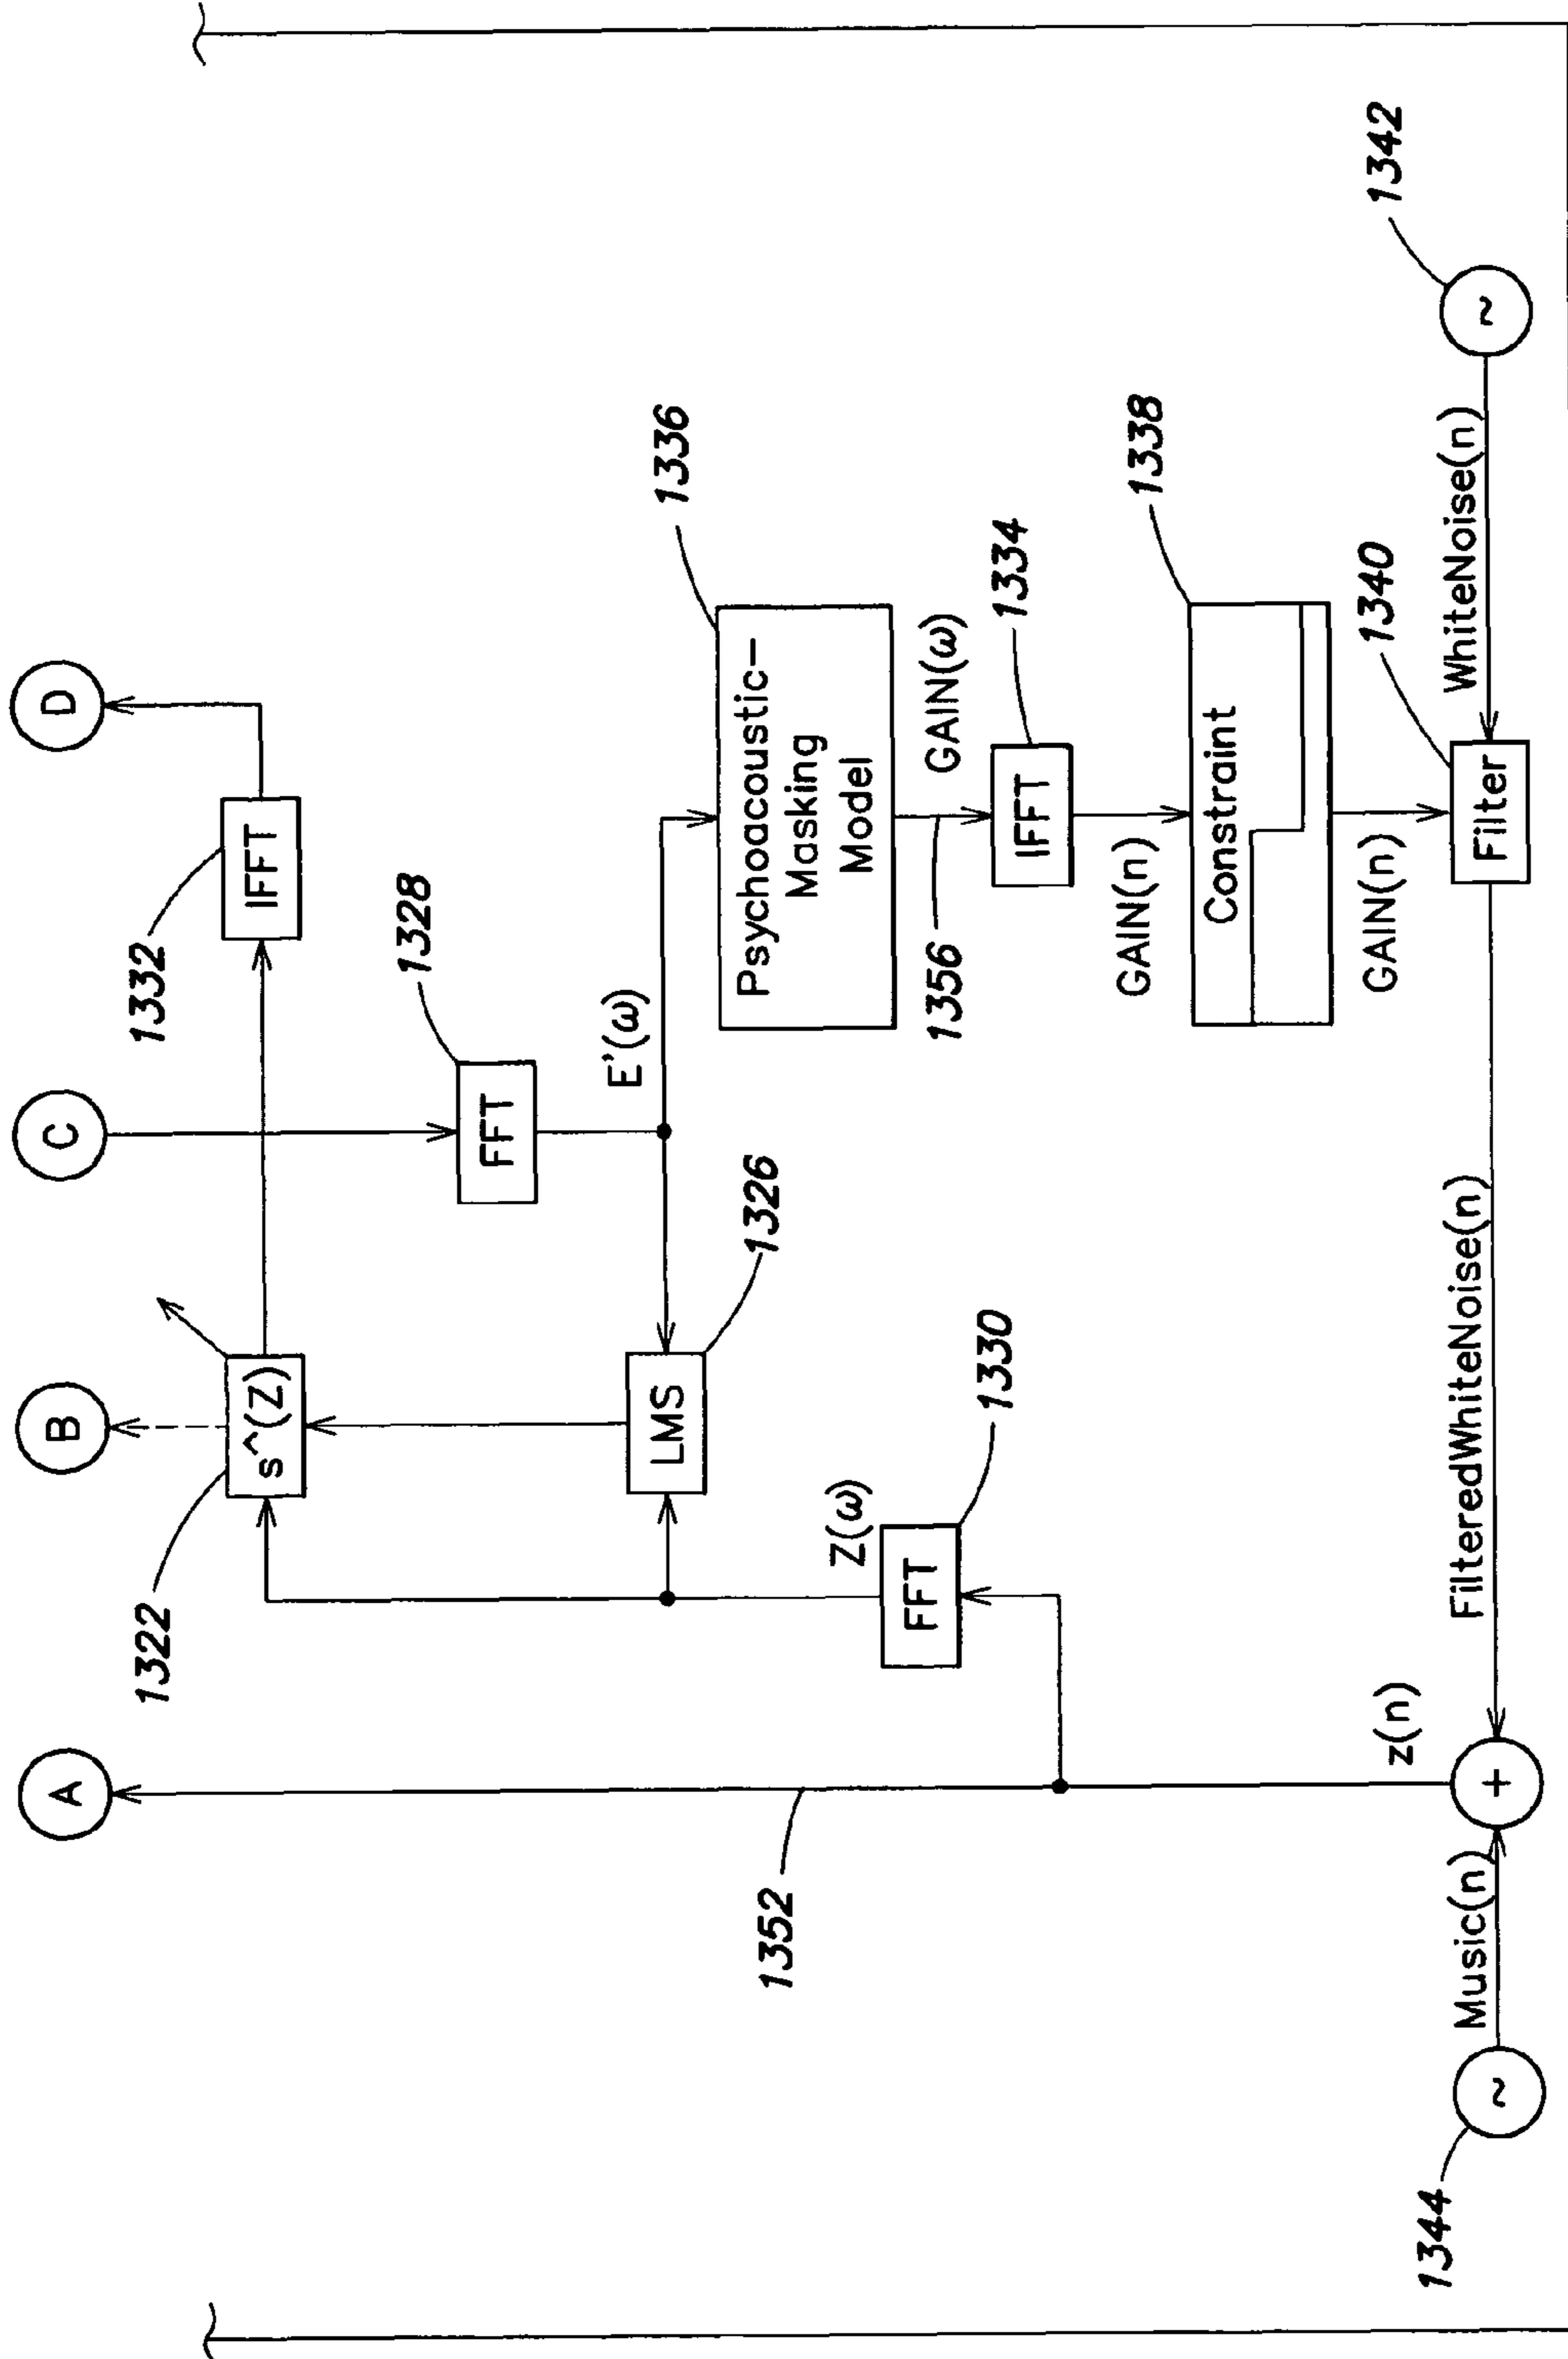 A
B
C
D
1322
s^(Z)
1332
IFFT
1328
FFT
E'(ω)
LMS
1326
1336
Psychoacoustic-
Masking
Model
1352
Z(ω)
FFT
1330
1356
GAIN(ω)
IFFT
1334
GAIN(n)
Constraint
1338
GAIN(n)
1340
1342
1344
~
Music(n)
+
z(n)
FilteredWhiteNoise(n)
Filter
WhiteNoise(n)
~